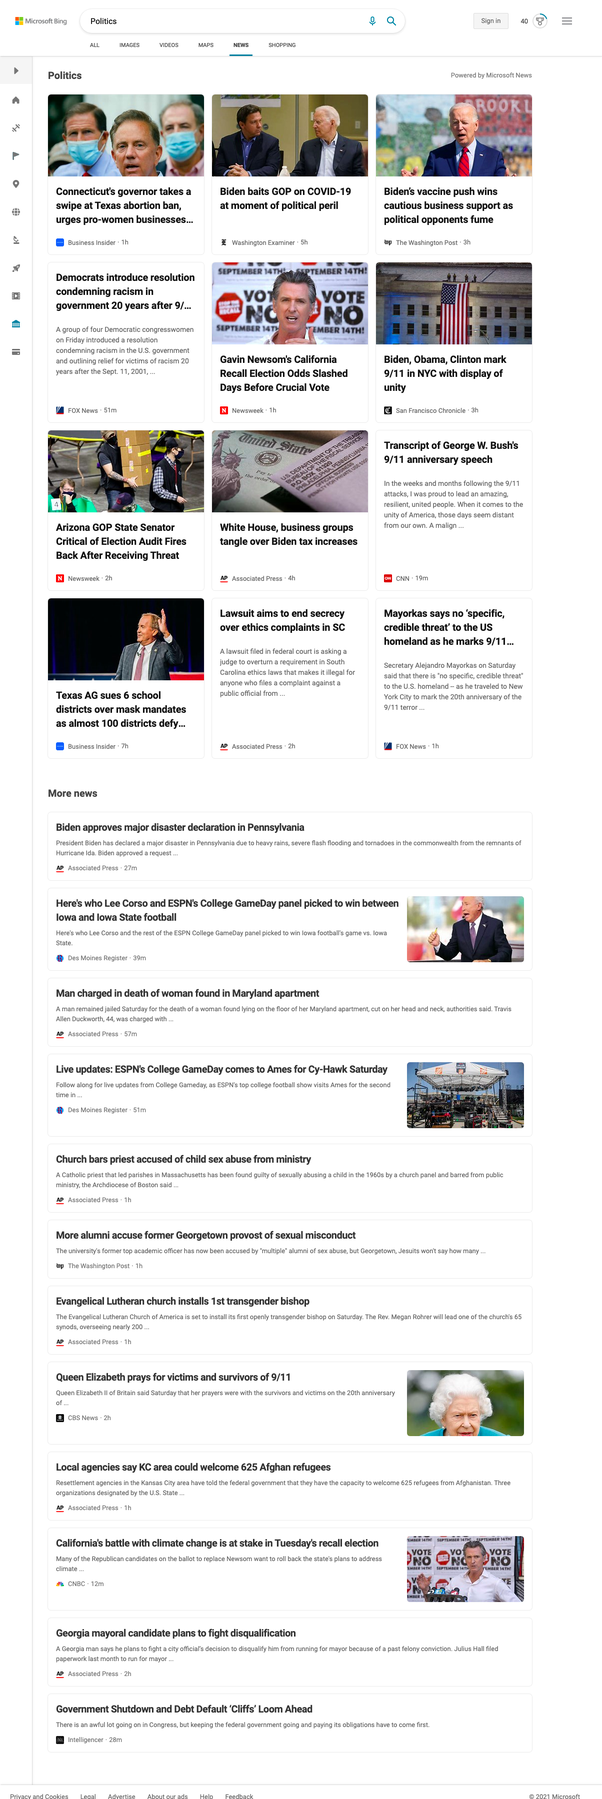 Microsoft Bing
Politics
Sign in
40
ALL
IMAGES
VIDEOS
MAPS
NEWS
SHOPPING
Politics
Powered by Microsoft News
Connecticut's governor takes a
swipe at Texas abortion ban,
urges pro-women businesses...
Business Insider · 1h
Biden baits GOP on COVID-19
at moment of political peril
Washington Examiner · 5h
BROOKL
Biden's vaccine push wins
cautious business support as
political opponents fume
The Washington Post · 3h
Democrats introduce resolution
condemning racism in
government 20 years after 9/...
A group of four Democratic congresswomen
on Friday introduced a resolution
condemning racism in the U.S. government
and outlining relief for victims of racism 20
years after the Sept. 11, 2001, ...
FOX News · 51m
SEPTEMBER 14TH!
SEPTEMBER 14TH!
VOTE
NO
Gavin Newsom's California
Recall Election Odds Slashed
Days Before Crucial Vote
Newsweek · 1h
Biden, Obama, Clinton mark
9/11 in NYC with display of
unity
San Francisco Chronicle · 3h
Arizona GOP State Senator
Critical of Election Audit Fires
Back After Receiving Threat
Newsweek · 2h
United States
White House, business groups
tangle over Biden tax increases
Associated Press · 4h
Transcript of George W. Bush's
9/11 anniversary speech
In the weeks and months following the 9/11
attacks, I was proud to lead an amazing,
resilient, united people. When it comes to the
unity of America, those days seem distant
from our own. A malign ...
CNN · 19m
Texas AG sues 6 school
districts over mask mandates
as almost 100 districts defy...
Business Insider · 7h
Lawsuit aims to end secrecy
over ethics complaints in SC
A lawsuit filed in federal court is asking a
judge to overturn a requirement in South
Carolina ethics laws that makes it illegal for
anyone who files a complaint against a
public official from ...
AP Associated Press · 2h
Mayorkas says no 'specific,
credible threat' to the US
homeland as he marks 9/11...
Secretary Alejandro Mayorkas on Saturday
said that there is "no specific, credible threat"
to the U.S. homeland – as he traveled to New
York City to mark the 20th anniversary of the
9/11 terror ...
FOX News · 1h
More news
Biden approves major disaster declaration in Pennsylvania
President Biden has declared a major disaster in Pennsylvania due to heavy rains, severe flash flooding and tornadoes in the commonwealth from the remnants of
Hurricane Ida. Biden approved a request ...
AP Associated Press · 27m
Here's who Lee Corso and ESPN's College GameDay panel picked to win between
Iowa and Iowa State football
Here's who Lee Corso and the rest of the ESPN College GameDay panel picked to win Iowa football's game vs. Iowa
State.
Des Moines Register · 39m
Man charged in death of woman found in Maryland apartment
A man remained jailed Saturday for the death of a woman found lying on the floor of her Maryland apartment, cut on her head and neck, authorities said. Travis
Allen Duckworth, 44, was charged with ...
AP Associated Press · 57m
Live updates: ESPN's College GameDay comes to Ames for Cy-Hawk Saturday
Follow along for live updates from College Gameday, as ESPN's top college football show visits Ames for the second
time in ...
Des Moines Register · 51m
Church bars priest accused of child sex abuse from ministry
A Catholic priest that led parishes in Massachusetts has been found guilty of sexually abusing a child in the 1960s by a church panel and barred from public
ministry, the Archdiocese of Boston said ...
AP Associated Press · 1h
More alumni accuse former Georgetown provost of sexual misconduct
The university's former top academic officer has now been accused by "multiple" alumni of sex abuse, but Georgetown, Jesuits won't say how many ...
The Washington Post · 1h
Evangelical Lutheran church installs 1st transgender bishop
The Evangelical Lutheran Church of America is set to install its first openly transgender bishop on Saturday. The Rev. Megan Rohrer will lead one of the church's 65
synods, overseeing nearly 200 ...
AP Associated Press · 1h
Queen Elizabeth prays for victims and survivors of 9/11
Queen Elizabeth II of Britain said Saturday that her prayers were with the survivors and victims on the 20th anniversary
of ...
CBS News · 2h
Local agencies say KC area could welcome 625 Afghan refugees
Resettlement agencies in the Kansas City area have told the federal government that they have the capacity to welcome 625 refugees from Afghanistan. Three
organizations designated by the U.S. State ...
AP Associated Press · 1h
California's battle with climate change is at stake in Tuesday's recall election
Many of the Republican candidates on the ballot to replace Newsom want to roll back the state's plans to address
climate ...
CNBC · 12m
VOTE
NO
Georgia mayoral candidate plans to fight disqualification
A Georgia man says he plans to fight a city official's decision to disqualify him from running for mayor because of a past felony conviction. Julius Hall filed
paperwork last month to run for mayor ...
AP Associated Press · 2h
Government Shutdown and Debt Default 'Cliffs' Loom Ahead
There is an awful lot going on in Congress, but keeping the federal government going and paying its obligations have to come first.
Intelligencer · 28m
Privacy and Cookies
Legal
Advertise
About our ads
Help
Feedback
© 2021 Microsoft